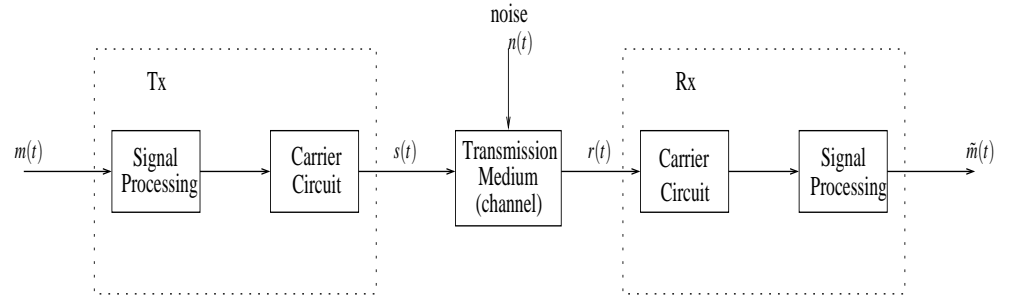 noise
n(t)
Tx
Rx
m(t)
Signal
Processing
Carrier
Circuit
s(t)
Transmission
Medium
(channel)
r(t)
Carrier
Circuit
Signal
Processing
m̃(t)